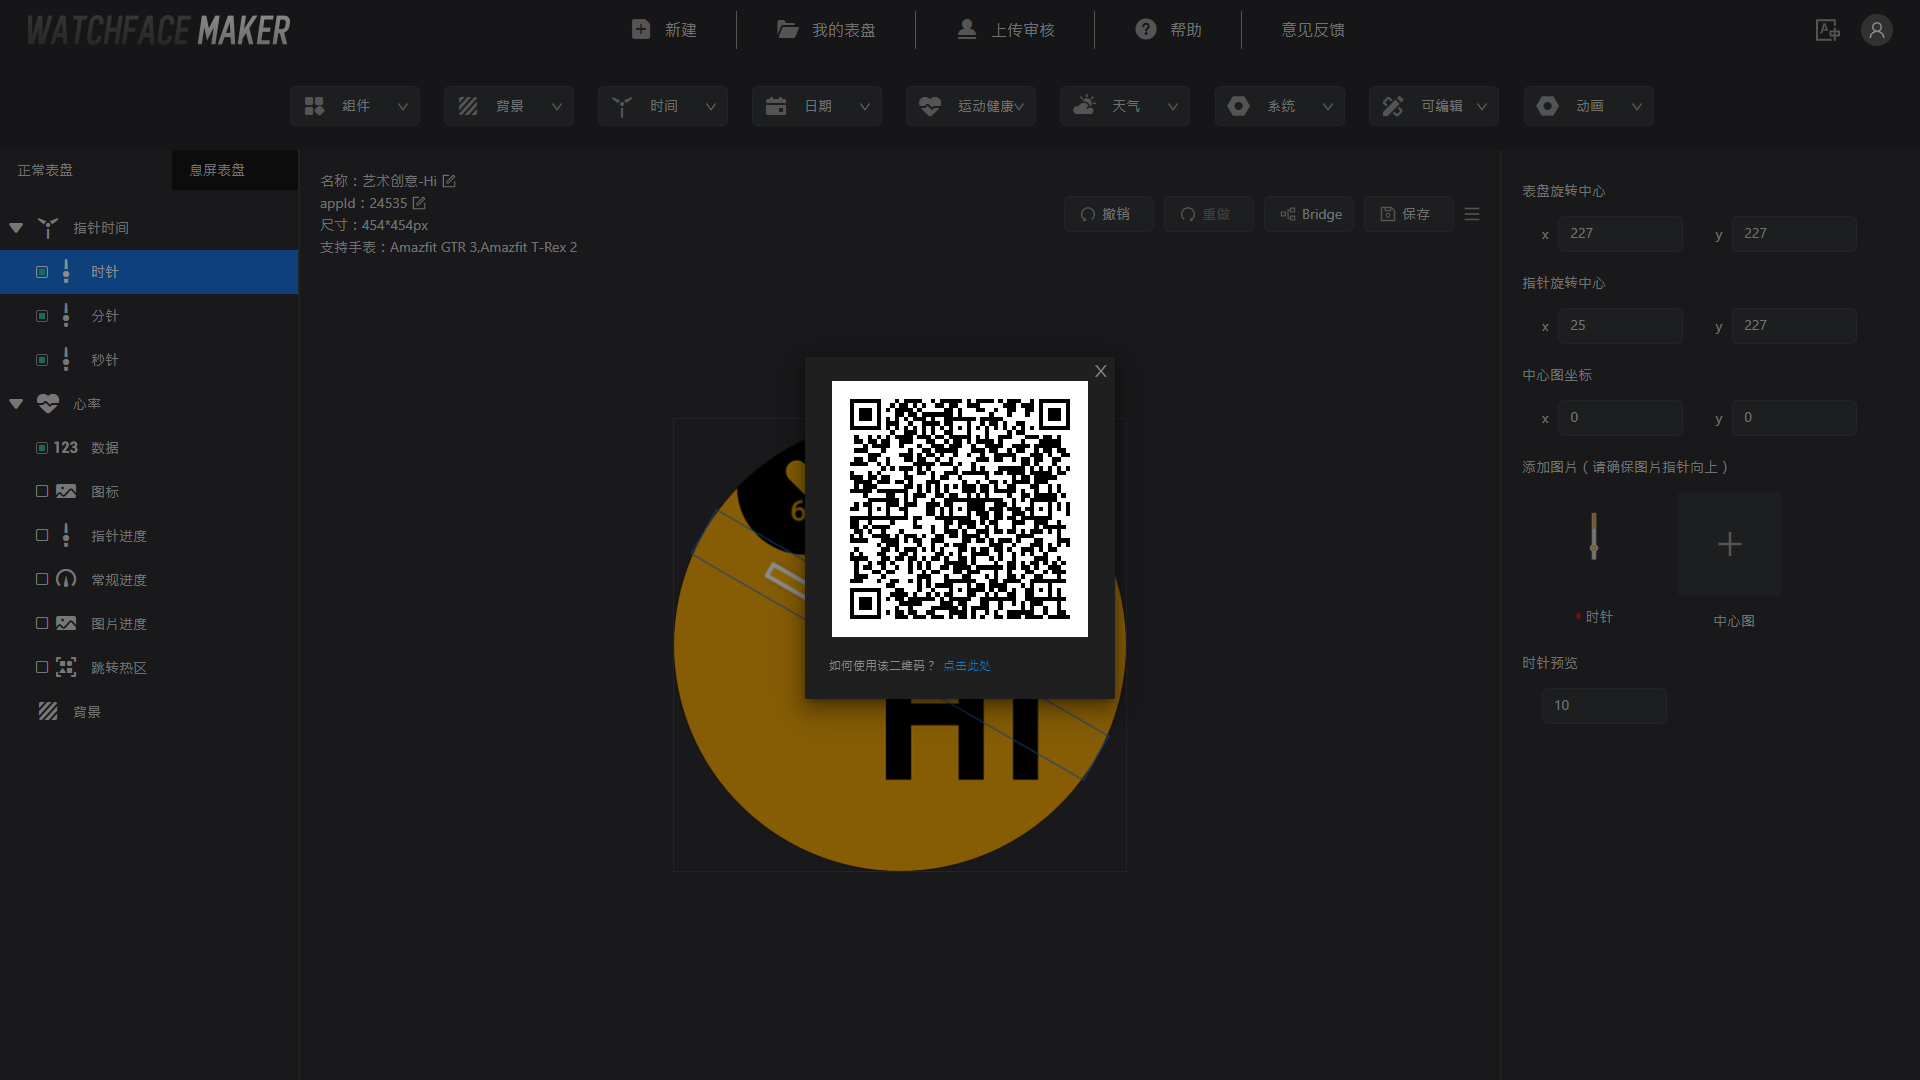 WATCHFACE MAKER
新建
我的表盘
上传审核
帮助
意见反馈
组件
背景
时间
日期
运动健康
天气
系统
可编辑
动画
正常表盘
息屏表盘
指针时间
时针
分针
秒针
心率
123 数据
图标
指针进度
常规进度
图片进度
跳转热区
背景
名称：艺术创意-Hi
appId：24535
尺寸：454*454px
支持手表：Amazfit GTR 3,Amazfit T-Rex 2
撤销
重做
Bridge
保存
X
6
如何使用该二维码？ 点击此处
Hi
表盘旋转中心
x 227 y 227
指针旋转中心
x 25 y 227
中心图坐标
x 0 y 0
添加图片（请确保图片指针向上）
* 时针
中心图
时针预览
10